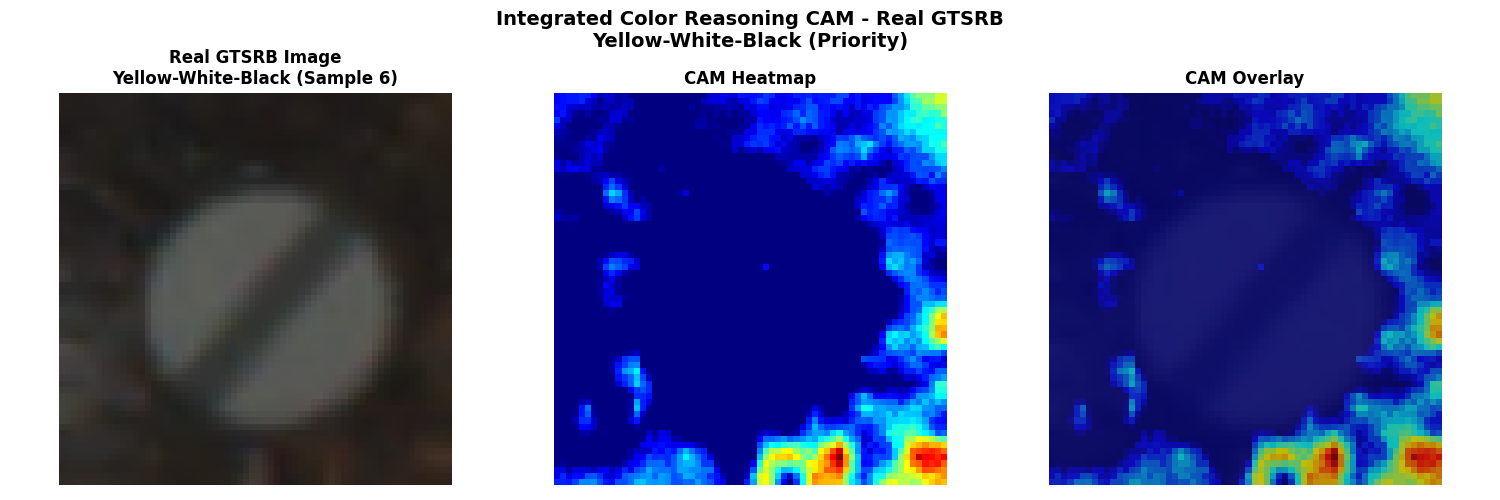 Integrated Color Reasoning CAM - Real GTSRB
Yellow-White-Black (Priority)
Real GTSRB Image
Yellow-White-Black (Sample 6)
CAM Heatmap
CAM Overlay